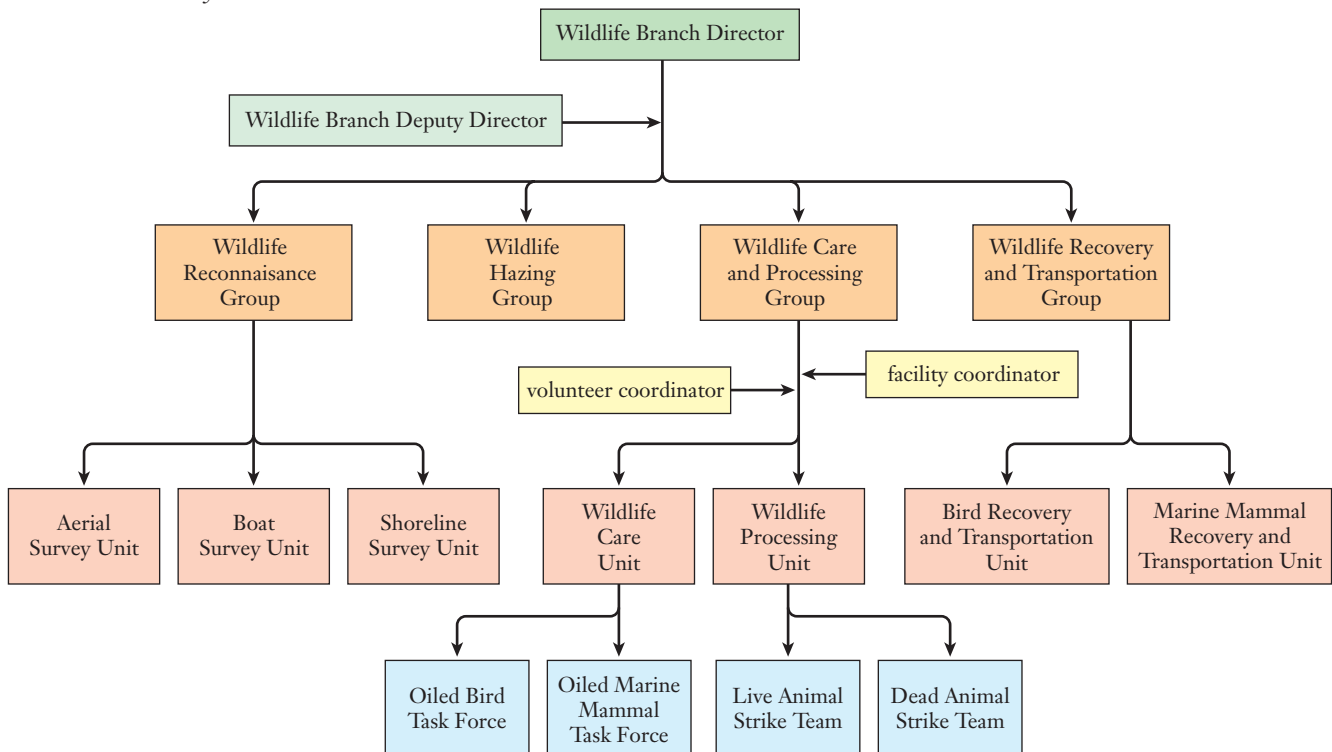 Wildlife Branch Director
Wildlife Branch Deputy Director
Wildlife
Reconnaisance
Group
Wildlife
Hazing
Group
Wildlife Care
and Processing
Group
Wildlife Recovery
and Transportation
Group
facility coordinator
volunteer coordinator
Aerial
Survey Unit
Boat
Survey Unit
Shoreline
Survey Unit
Wildlife
Care
Unit
Wildlife
Processing
Unit
Bird Recovery
and Transportation
Unit
Marine Mammal
Recovery and
Transportation Unit
Oiled Bird
Task Force
Oiled Marine
Mammal
Task Force
Live Animal
Strike Team
Dead Animal
Strike Team